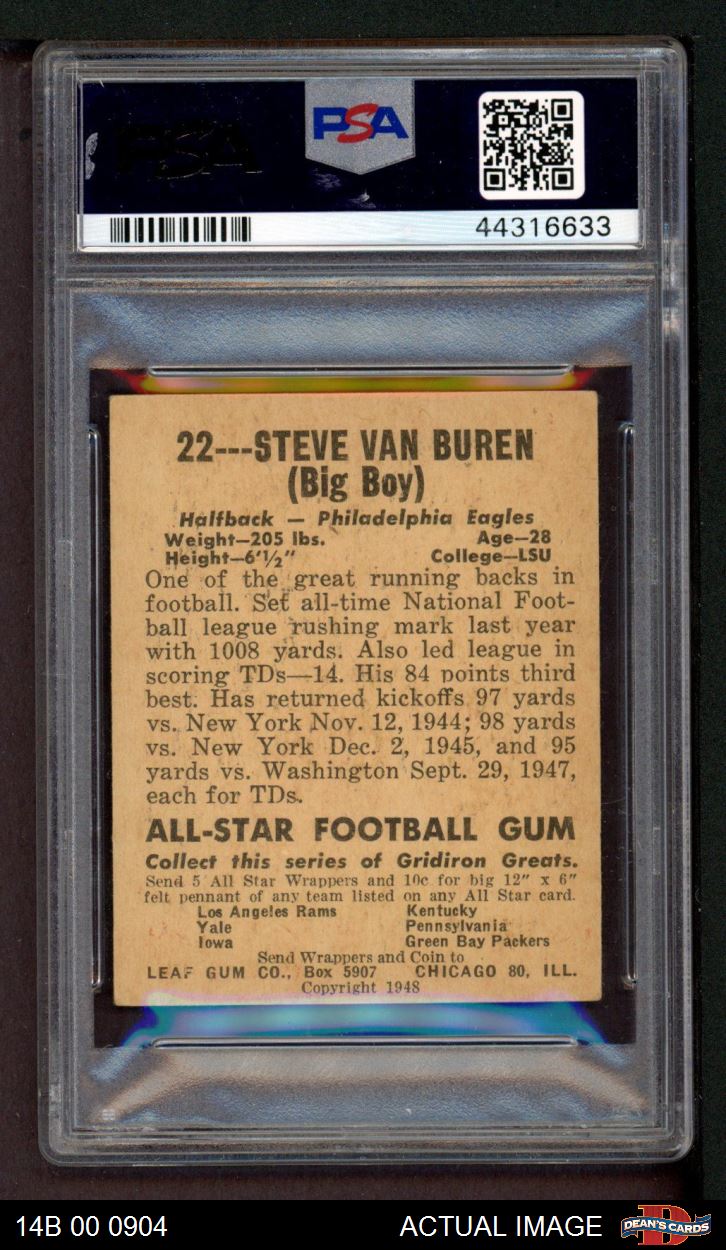 PSA
44316633
22---STEVE VAN BUREN
(Big Boy)
Halfback — Philadelphia Eagles
Weight—205 lbs. Age—28
Height—6'½" College—LSU
One of the great running backs in
football. Set all-time National Foot-
ball league rushing mark last year
with 1008 yards. Also led league in
scoring TDs—14. His 84 points third
best. Has returned kickoffs 97 yards
vs. New York Nov. 12, 1944; 98 yards
vs. New York Dec. 2, 1945, and 95
yards vs. Washington Sept. 29, 1947,
each for TDs.
ALL-STAR FOOTBALL GUM
Collect this series of Gridiron Greats.
Send 5 All Star Wrappers and 10c for big 12" x 6"
felt pennant of any team listed on any All Star card.
Los Angeles Rams Kentucky
Yale Pennsylvania
Iowa Green Bay Packers
Send Wrappers and Coin to
LEAF GUM CO., Box 5907 CHICAGO 80, ILL.
Copyright 1948
14B 00 0904 ACTUAL IMAGE DEAN'S CARDS